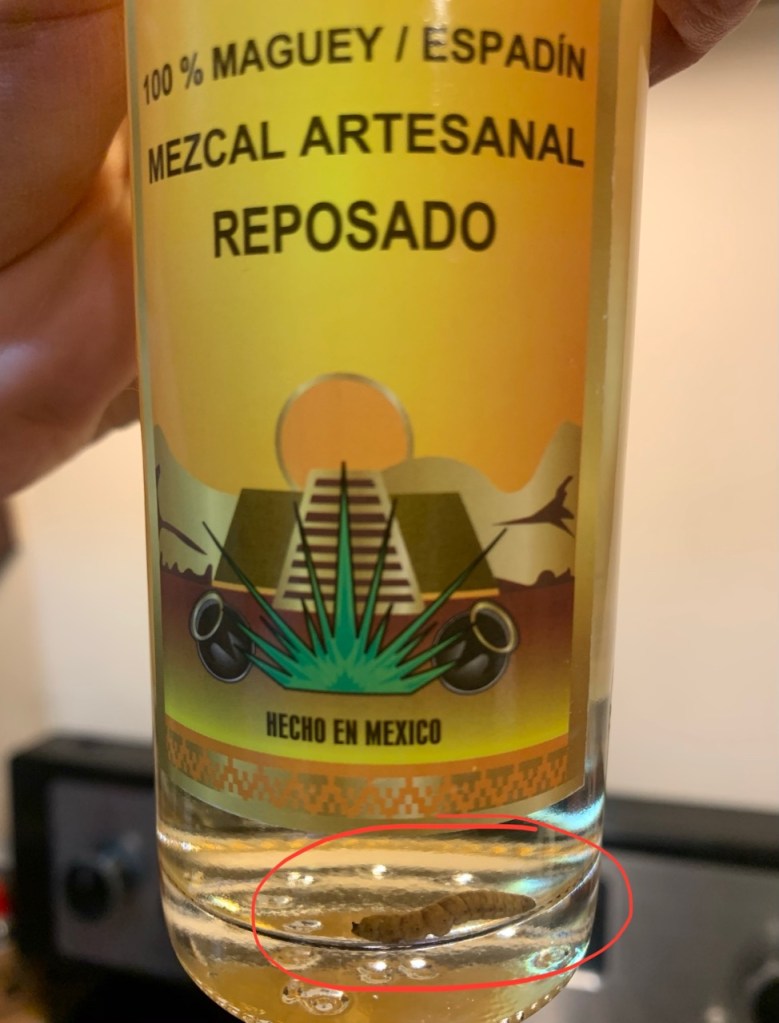 100 % MAGUEY / ESPADÍN
MEZCAL ARTESANAL
REPOSADO
HECHO EN MEXICO